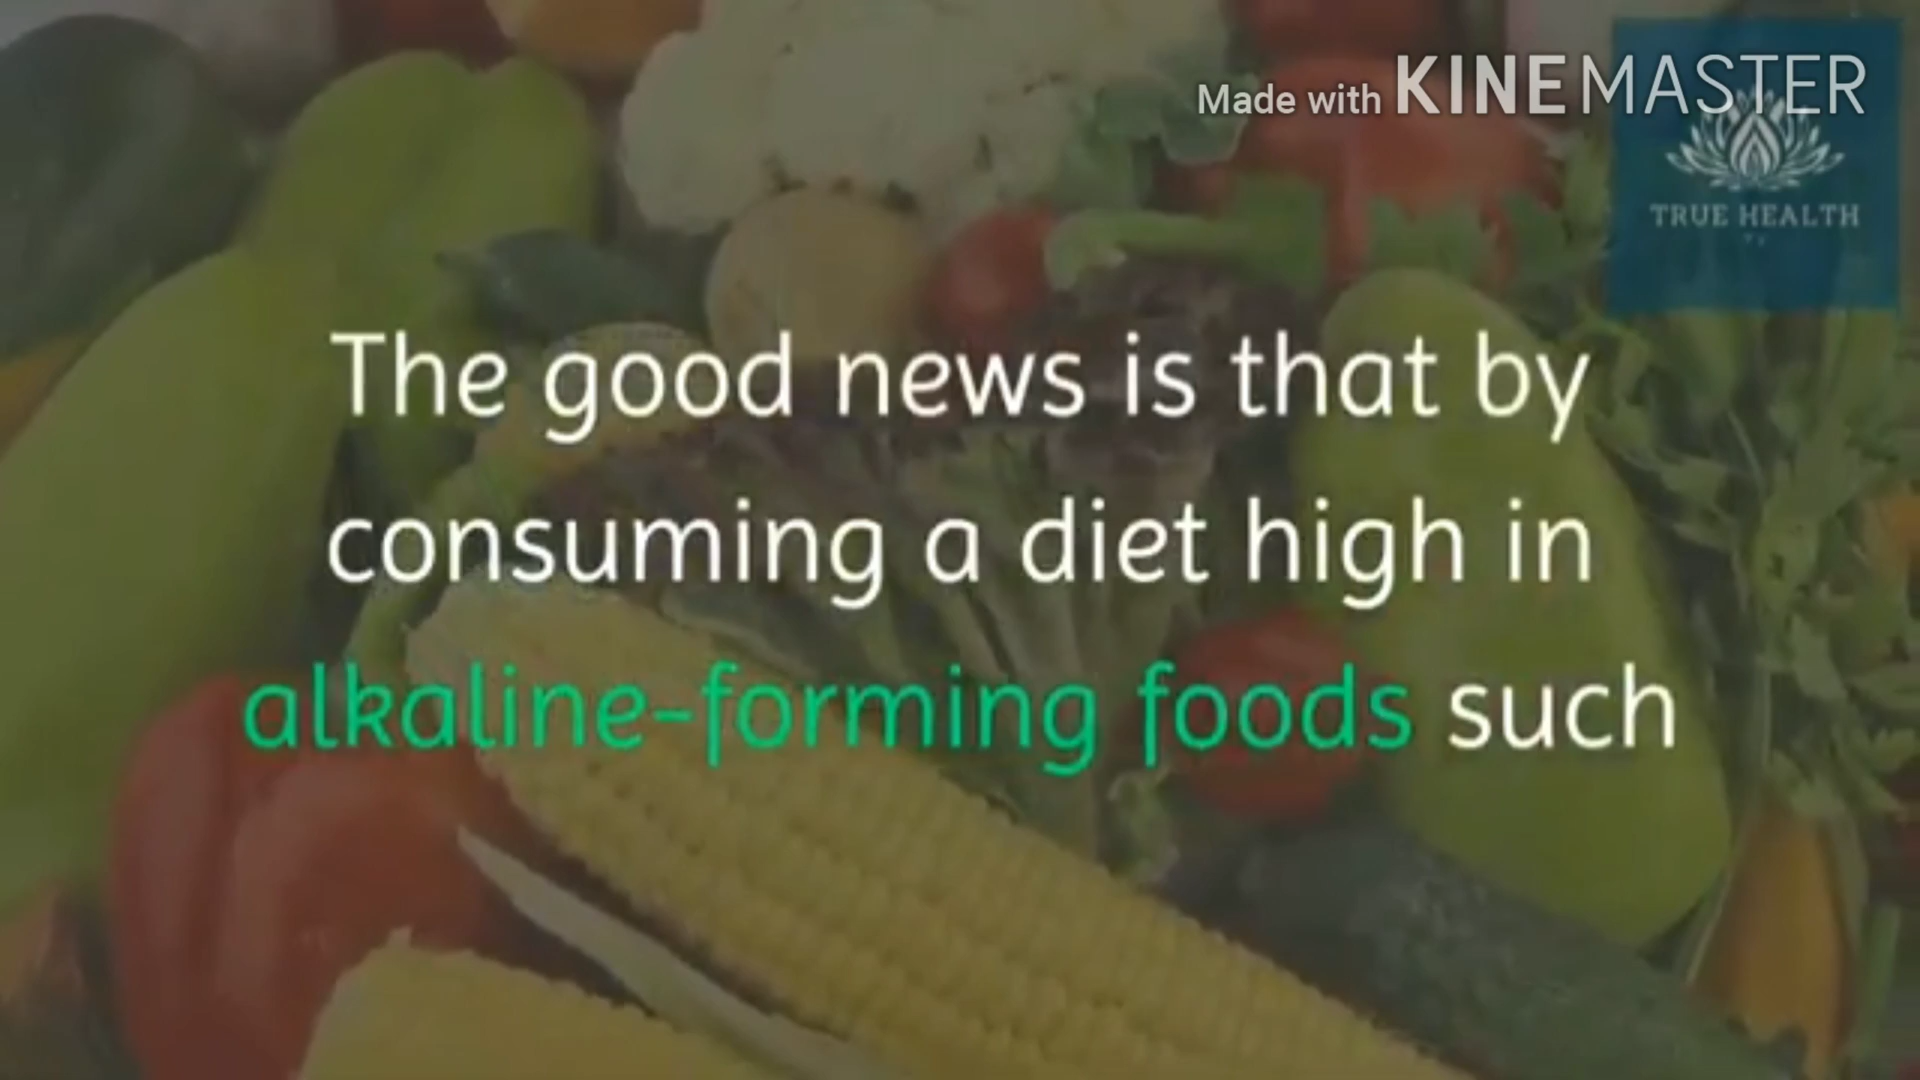 Made with KINEMASTER
TRUE HEALTH
The good news is that by
consuming a diet high in
alkaline-forming foods such